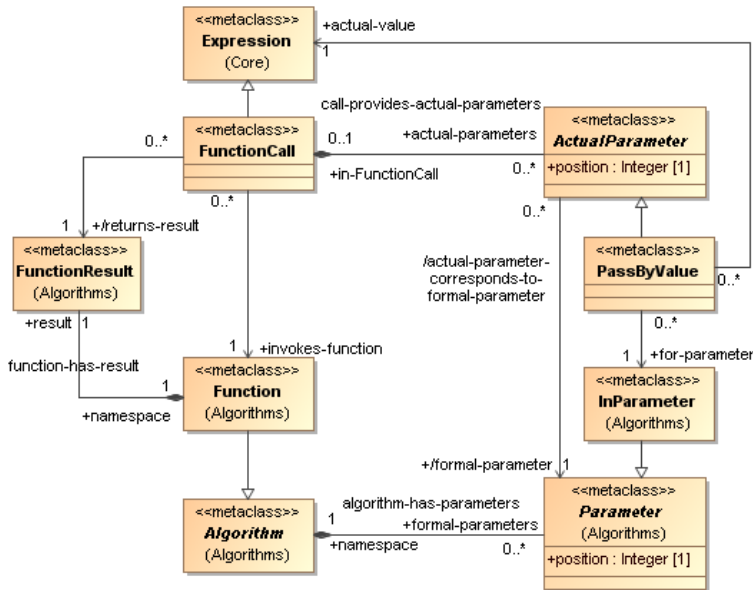 <<metaclass>>
Expression
(Core)
+actual-value
1
call-provides-actual-parameters
<<metaclass>>
FunctionCall
0..*
0..1
+actual-parameters
+in-FunctionCall
0..*
<<metaclass>>
ActualParameter
+position : Integer [1]
0..*
0..*
1
+/returns-result
<<metaclass>>
FunctionResult
(Algorithms)
/actual-parameter-
corresponds-to-
formal-parameter
<<metaclass>>
PassByValue
0..*
0..*
+result
1
1
+invokes-function
1
+for-parameter
function-has-result
1
+namespace
<<metaclass>>
Function
(Algorithms)
<<metaclass>>
InParameter
(Algorithms)
+/formal-parameter
1
<<metaclass>>
Algorithm
(Algorithms)
algorithm-has-parameters
1
+formal-parameters
+namespace
0..*
<<metaclass>>
Parameter
(Algorithms)
+position : Integer [1]